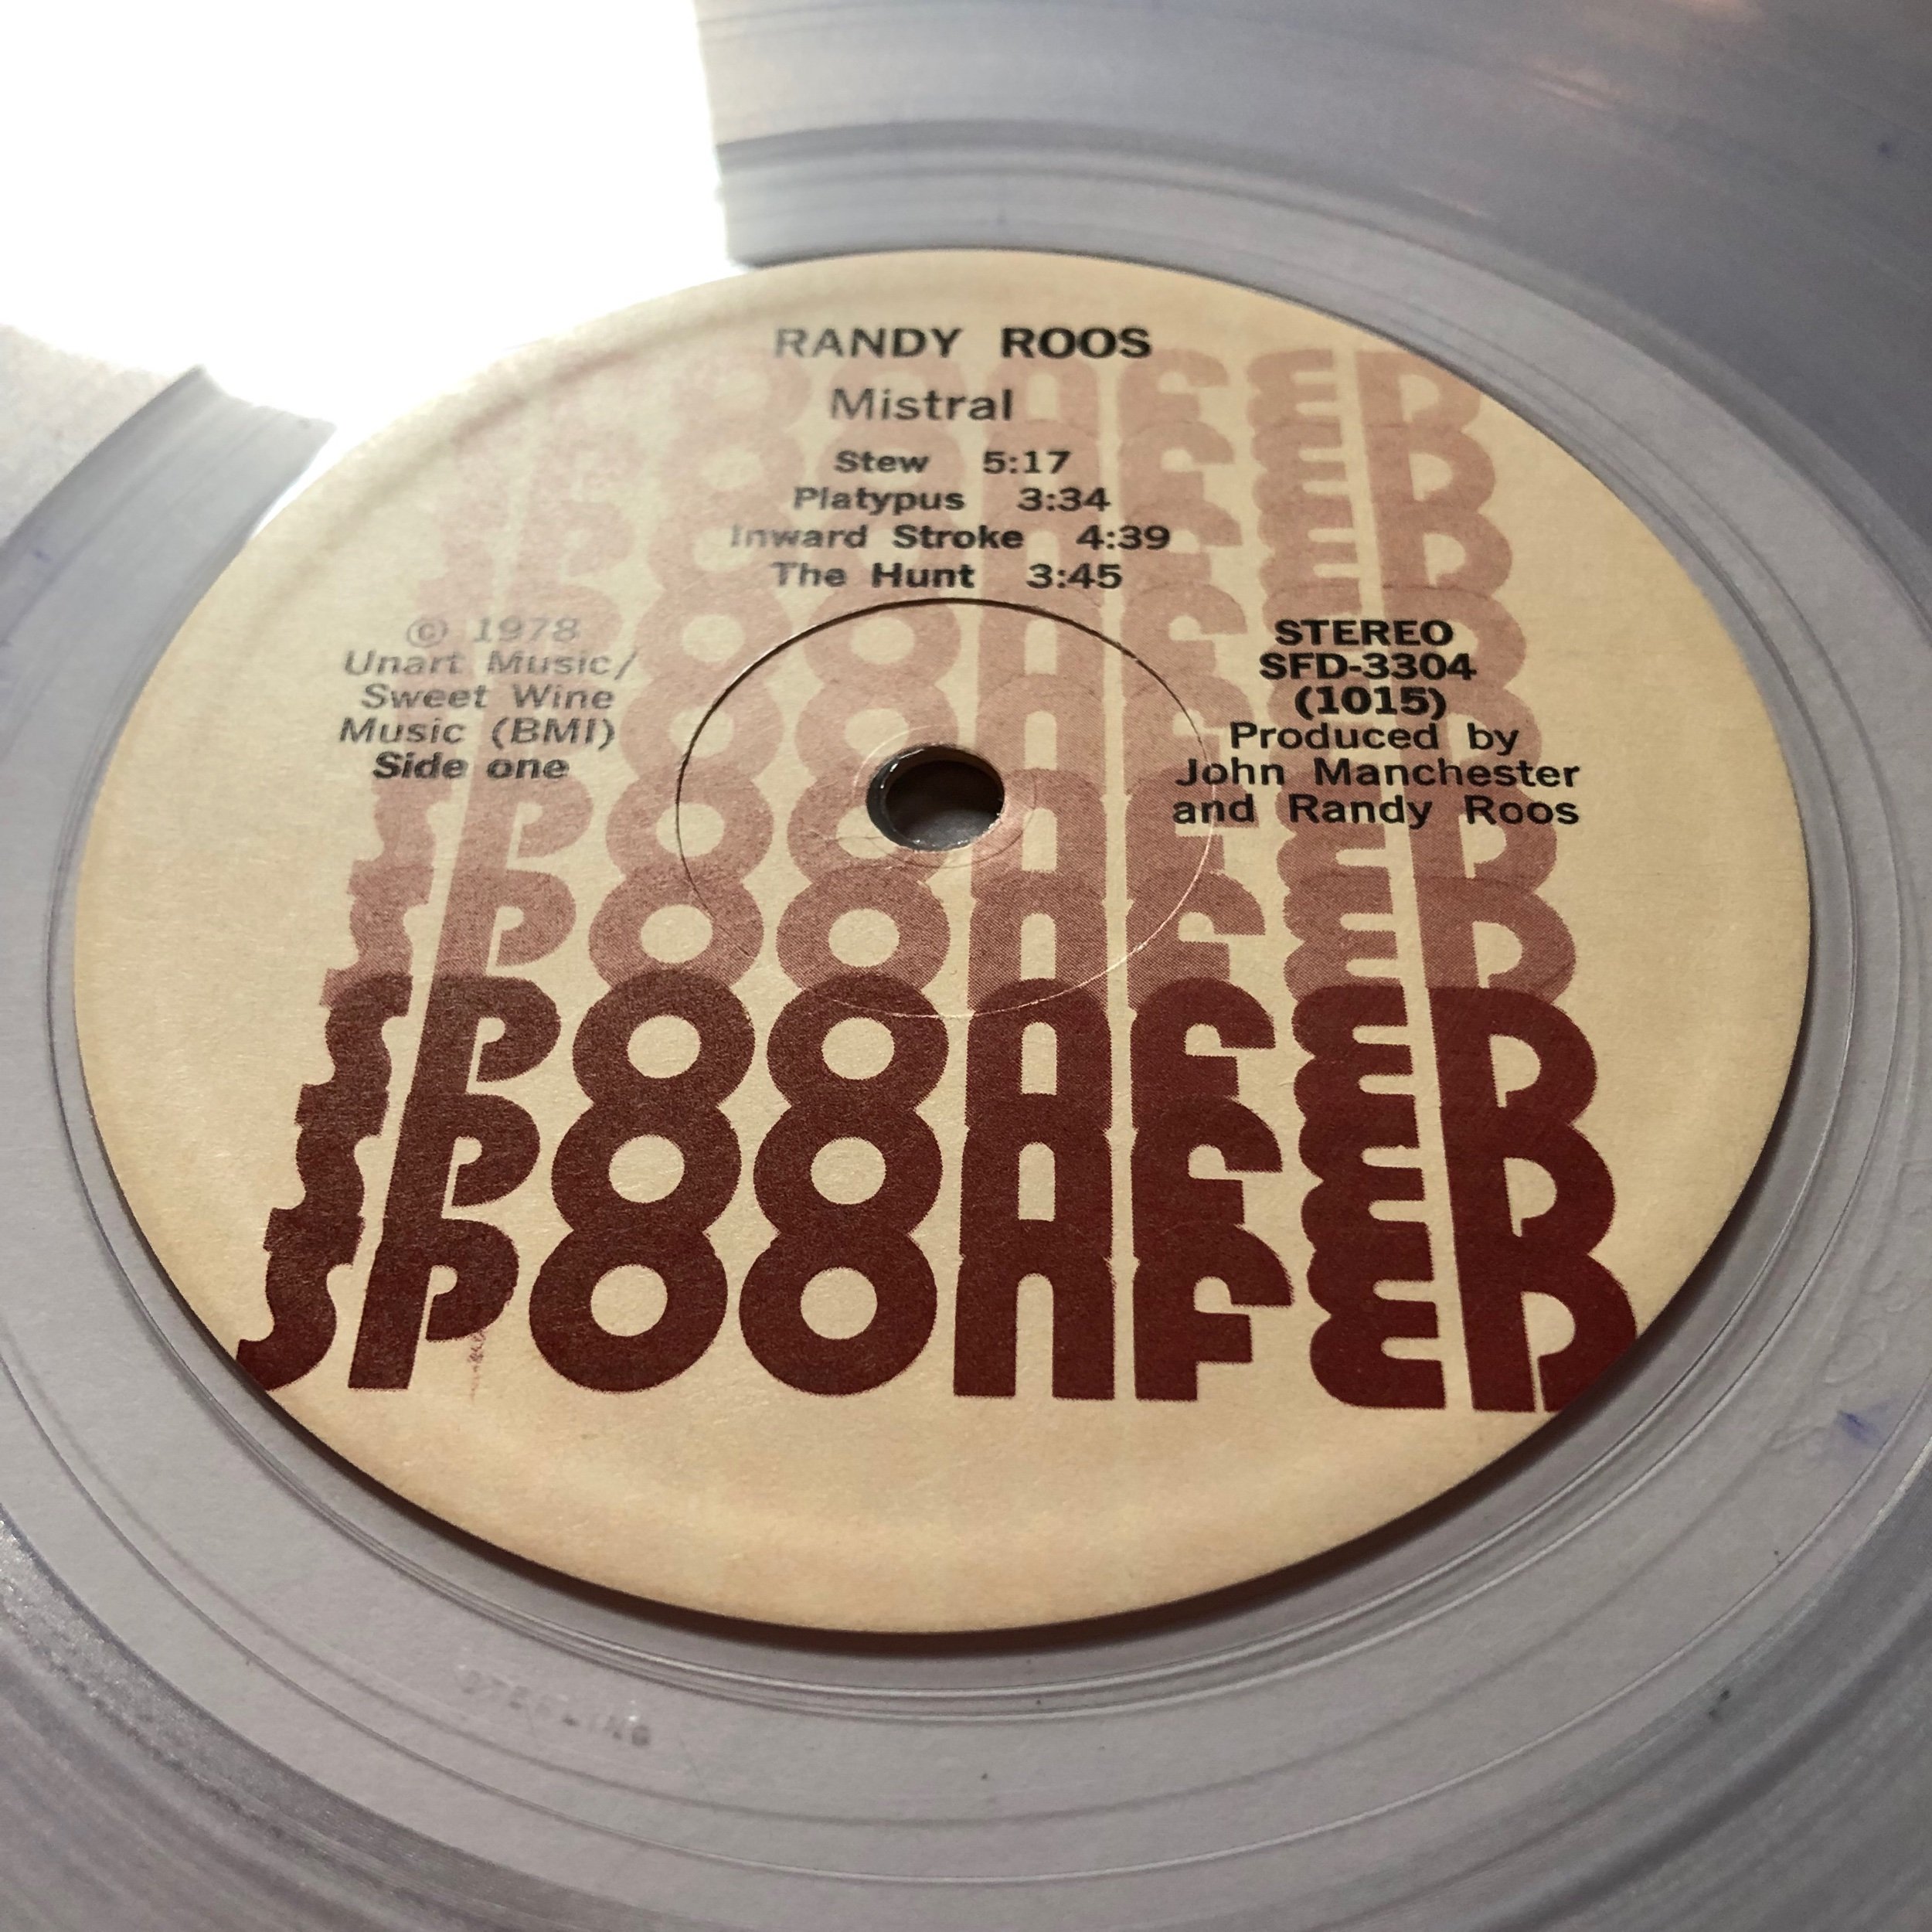 RANDY ROOS
Mistral
Stew 5:17
Platypus 3:34
Inward Stroke 4:39
The Hunt 3:45
© 1978
Unart Music/
Sweet Wine
Music (BMI)
Side one
STEREO
SFD-3304
(1015)
Produced by
John Manchester
and Randy Roos
SPOONFED
SPOONFED
SPOONFED
SPOONFED
SPOONFED
SPOONFED
SPOONFED
SPOONFED
SPOONFED
SPOONFED
STERLING